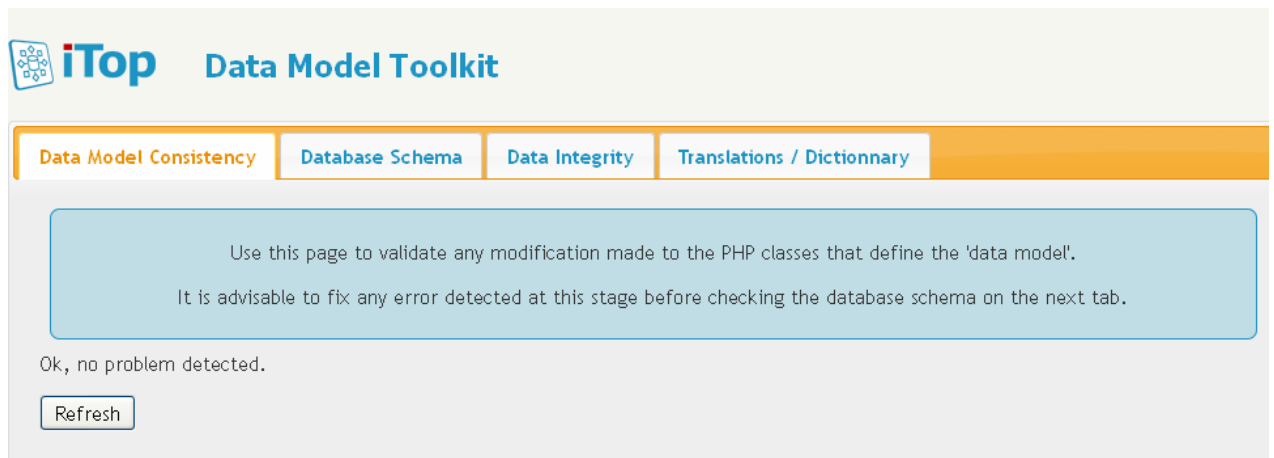 iTop Data Model Toolkit
Data Model Consistency Database Schema Data Integrity Translations / Dictionnary
Use this page to validate any modification made to the PHP classes that define the 'data model'.
It is advisable to fix any error detected at this stage before checking the database schema on the next tab.
Ok, no problem detected.
Refresh